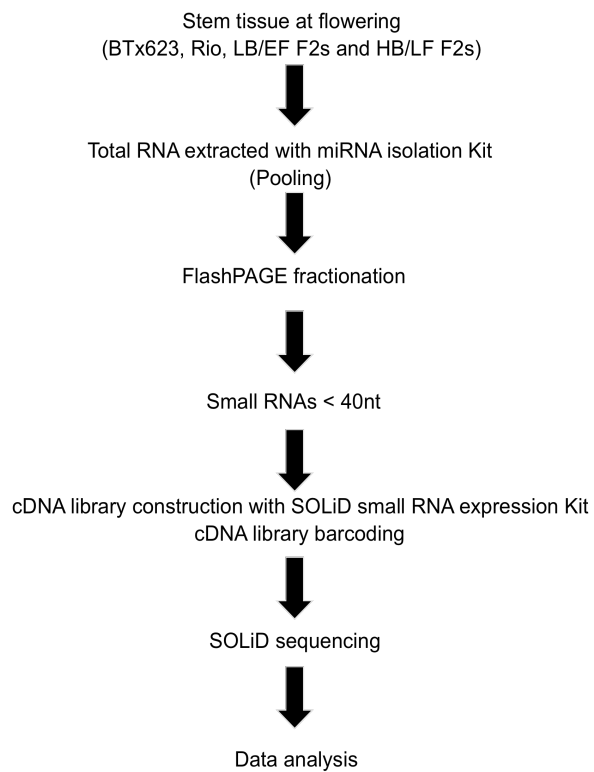 Stem tissue at flowering
(BTx623, Rio, LB/EF F2s and HB/LF F2s)
Total RNA extracted with miRNA isolation Kit
(Pooling)
FlashPAGE fractionation
Small RNAs < 40nt
cDNA library construction with SOLiD small RNA expression Kit
cDNA library barcoding
SOLiD sequencing
Data analysis